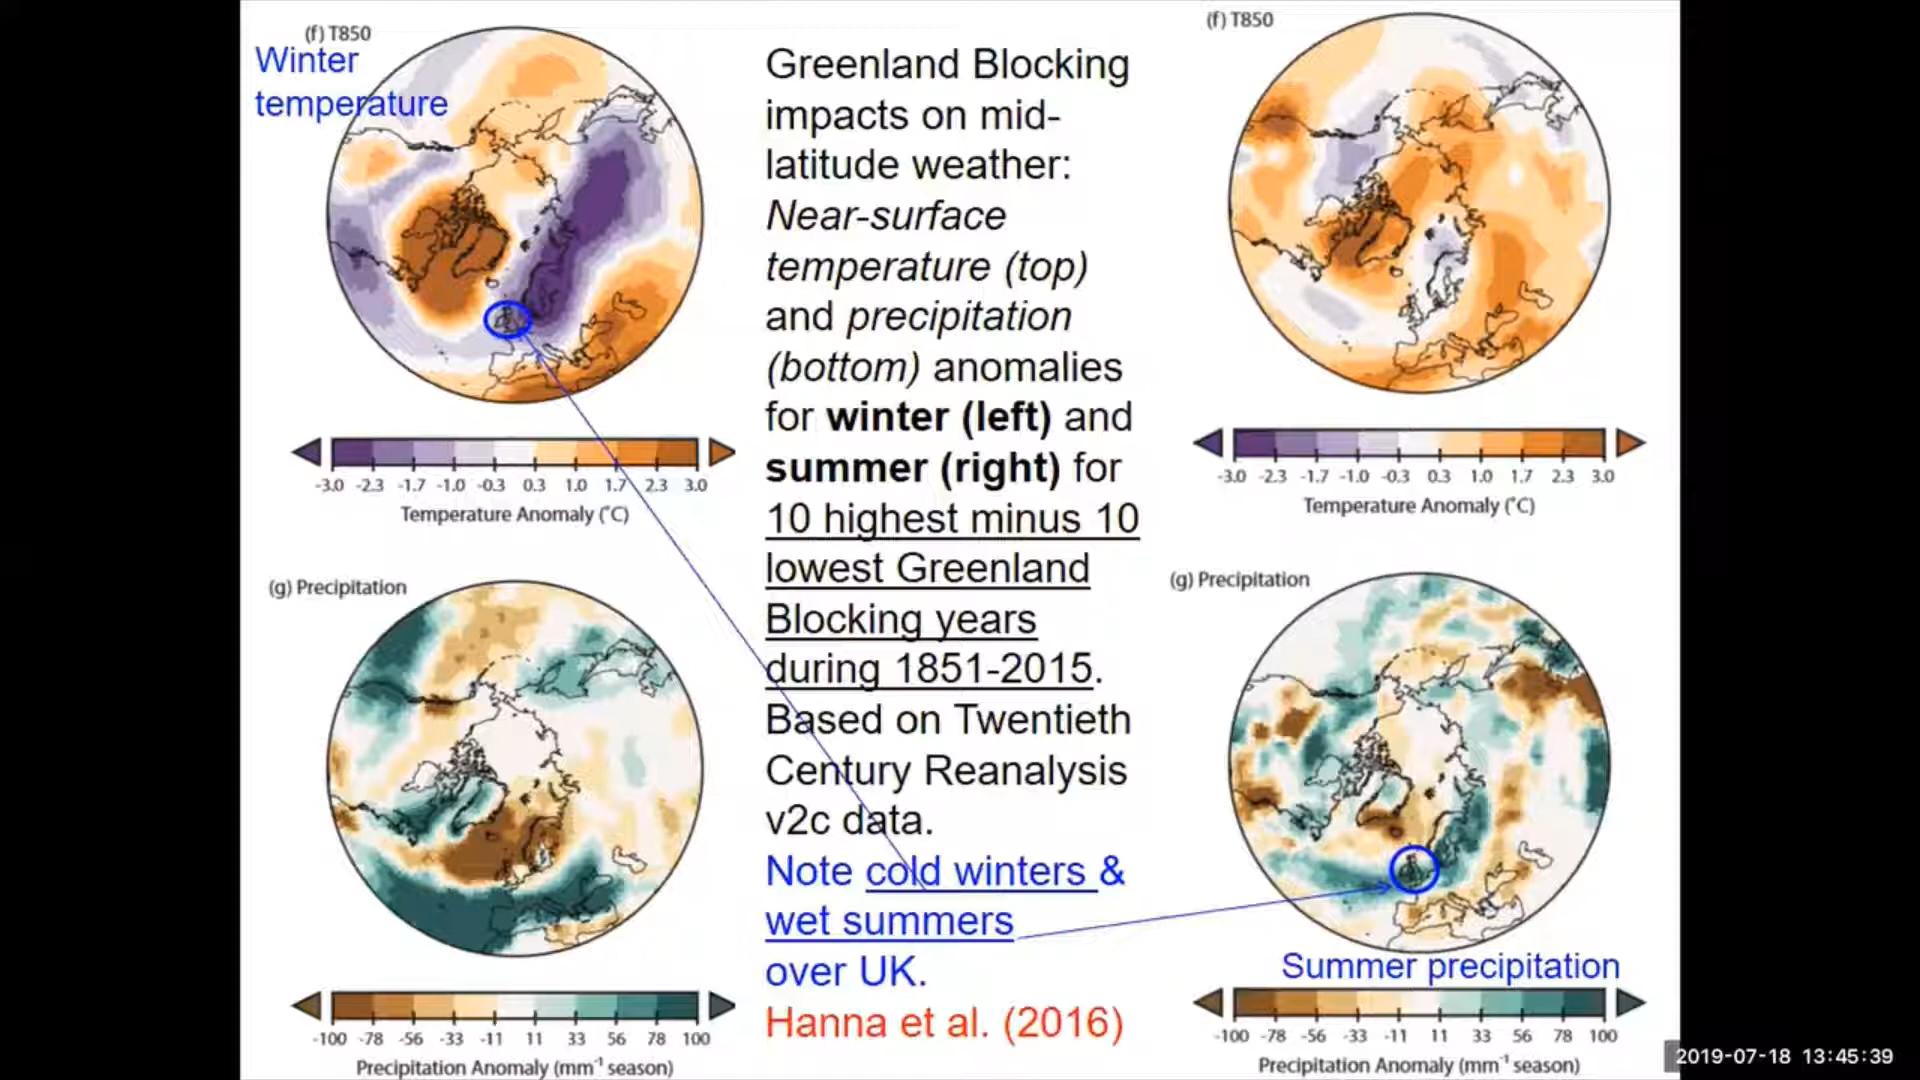 (f) T850
Winter
temperature
-3.0 -2.3 -1.7 -1.0 -0.3 0.3 1.0 1.7 2.3 3.0
Temperature Anomaly (˚C)
(g) Precipitation
-100 -78 -56 -33 -11 11 33 56 78 100
Precipitation Anomaly (mm⁻¹ season)
Greenland Blocking
impacts on mid-
latitude weather:
Near-surface
temperature (top)
and precipitation
(bottom) anomalies
for winter (left) and
summer (right) for
10 highest minus 10
lowest Greenland
Blocking years
during 1851-2015.
Based on Twentieth
Century Reanalysis
v2c data.
Note cold winters &
wet summers
over UK.
Hanna et al. (2016)
(f) T850
-3.0 -2.3 -1.7 -1.0 -0.3 0.3 1.0 1.7 2.3 3.0
Temperature Anomaly (˚C)
(g) Precipitation
Summer precipitation
-100 -78 -56 -33 -11 11 33 56 78 100
Precipitation Anomaly (mm⁻¹ season)
2019-07-18 13:45:39